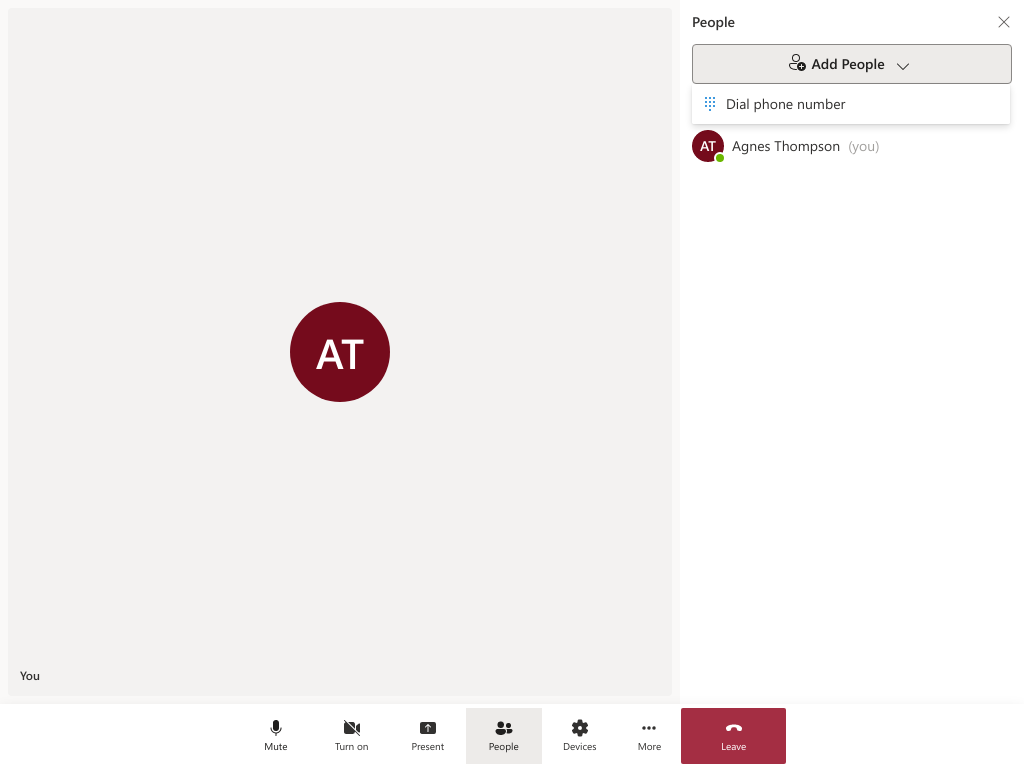 People
Add People
Dial phone number
AT Agnes Thompson (you)
AT
You
Mute Turn on Present People Devices More Leave